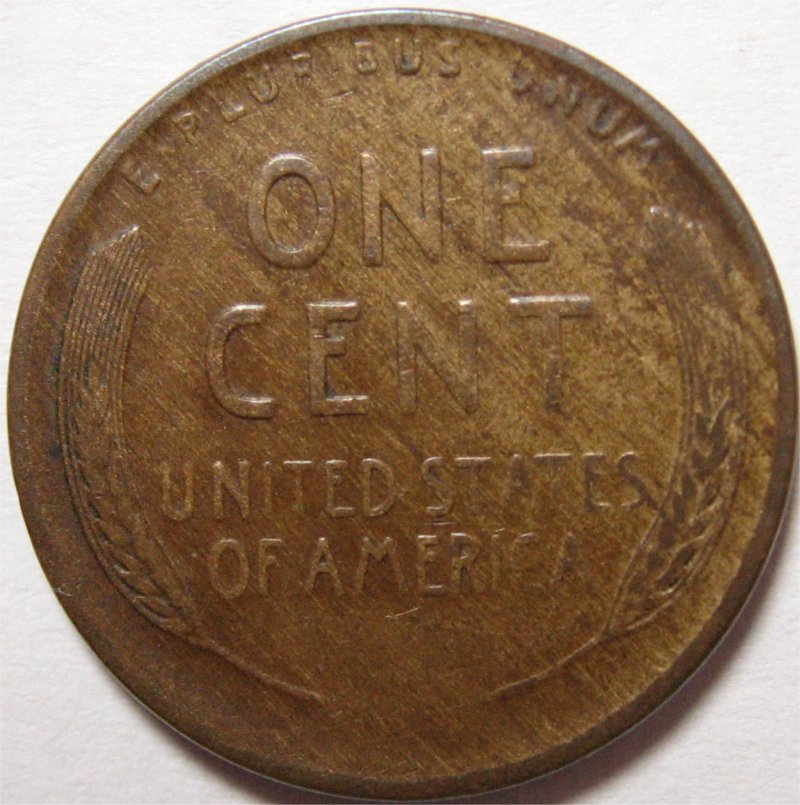 E·PLURIBUS UNUM
ONE
CENT
UNITED STATES
OF AMERICA